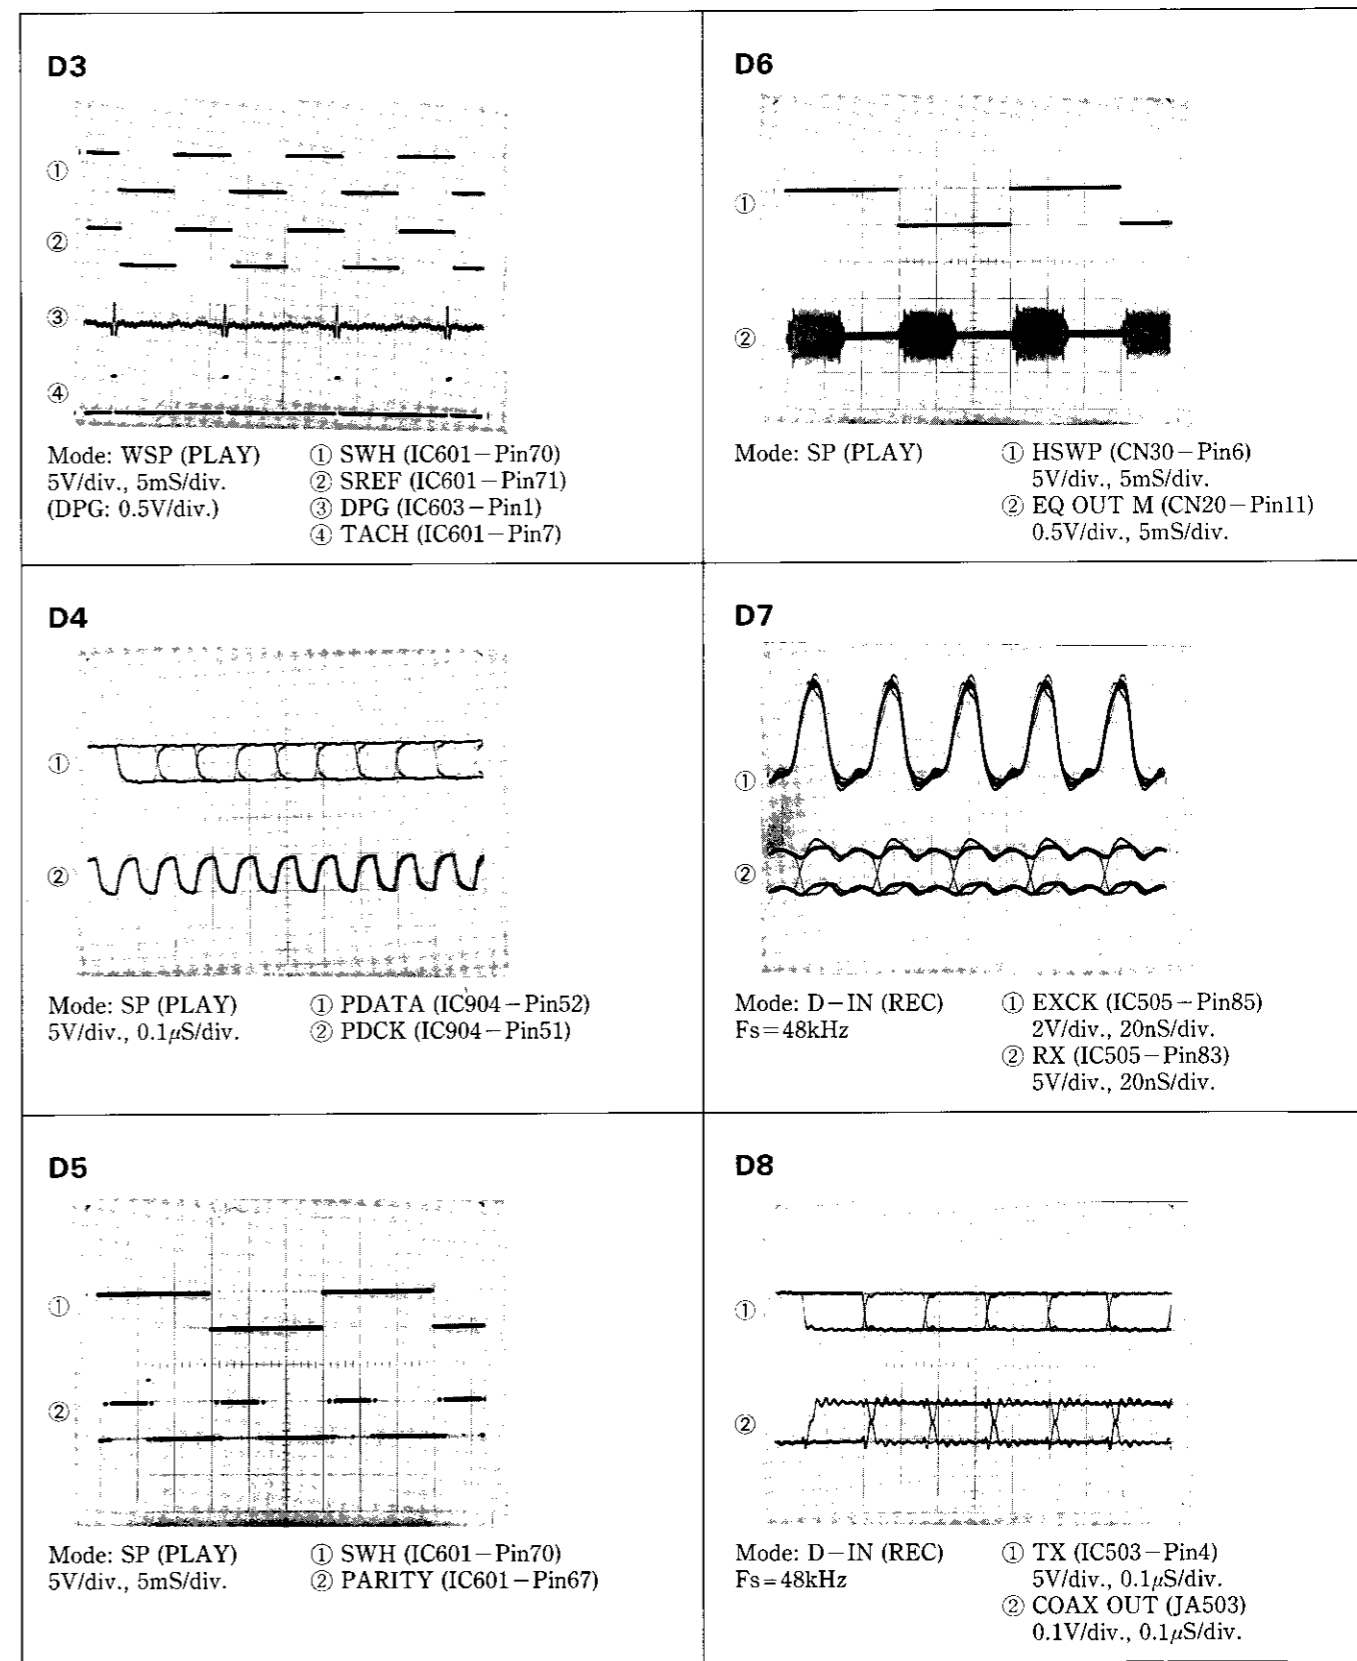 D3
①
②
③
④
Mode: WSP (PLAY)
5V/div., 5mS/div.
(DPG: 0.5V/div.)
① SWH (IC601−Pin70)
② SREF (IC601−Pin71)
③ DPG (IC603−Pin1)
④ TACH (IC601−Pin7)
D6
①
②
Mode: SP (PLAY)
① HSWP (CN30−Pin6)
5V/div., 5mS/div.
② EQ OUT M (CN20−Pin11)
0.5V/div., 5mS/div.
D4
①
②
Mode: SP (PLAY)
5V/div., 0.1μS/div.
① PDATA (IC904−Pin52)
② PDCK (IC904−Pin51)
D7
①
②
Mode: D−IN (REC)
Fs=48kHz
① EXCK (IC505−Pin85)
2V/div., 20nS/div.
② RX (IC505−Pin83)
5V/div., 20nS/div.
D5
①
②
Mode: SP (PLAY)
5V/div., 5mS/div.
① SWH (IC601−Pin70)
② PARITY (IC601−Pin67)
D8
①
②
Mode: D−IN (REC)
Fs=48kHz
① TX (IC503−Pin4)
5V/div., 0.1μS/div.
② COAX OUT (JA503)
0.1V/div., 0.1μS/div.